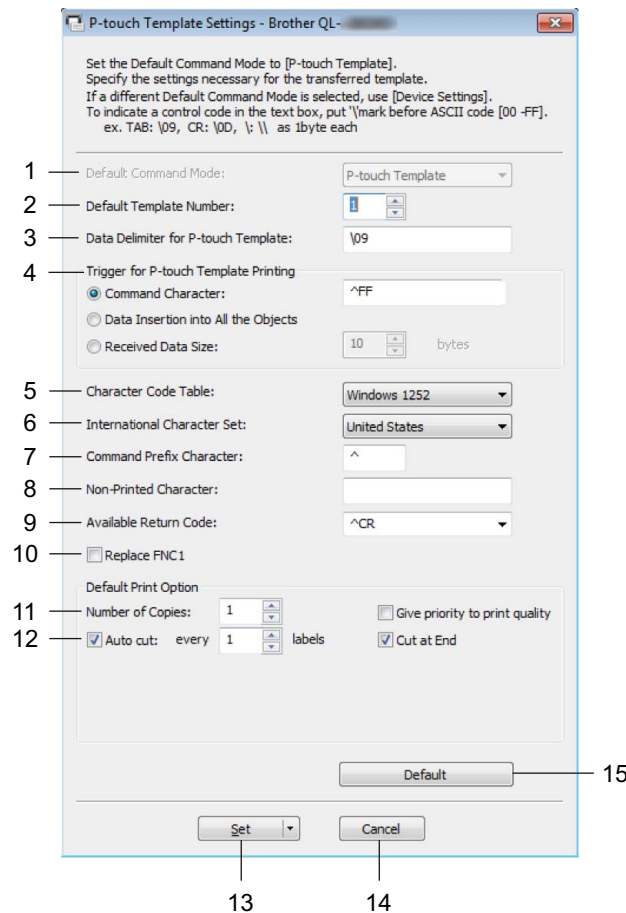 P-touch Template Settings - Brother QL-
Set the Default Command Mode to [P-touch Template].
Specify the settings necessary for the transferred template.
If a different Default Command Mode is selected, use [Device Settings].
To indicate a control code in the text box, put '\'mark before ASCII code [00 -FF].
ex. TAB: \09, CR: \0D, \: \\ as 1byte each
1 Default Command Mode: P-touch Template
2 Default Template Number: 1
3 Data Delimiter for P-touch Template: \09
4 Trigger for P-touch Template Printing
Command Character: ^FF
Data Insertion into All the Objects
Received Data Size: 10 bytes
5 Character Code Table: Windows 1252
6 International Character Set: United States
7 Command Prefix Character: ^
8 Non-Printed Character:
9 Available Return Code: ^CR
10 Replace FNC1
Default Print Option
11 Number of Copies: 1 Give priority to print quality
12 Auto cut: every 1 labels Cut at End
Default 15
Set Cancel
13 14